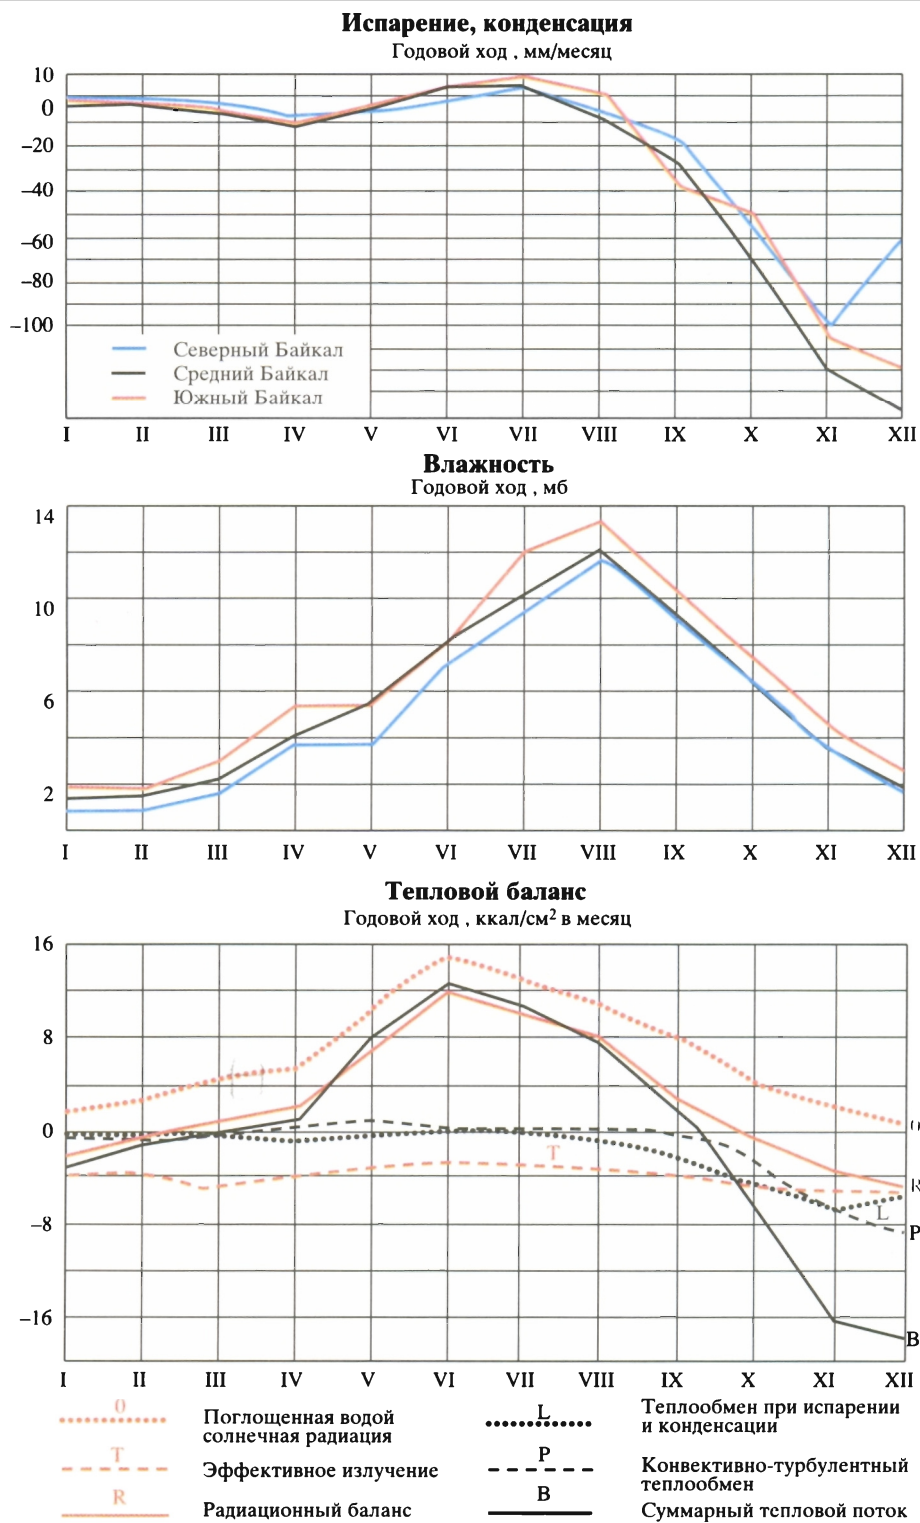 Испарение, конденсация
Годовой ход , мм/месяц
10
0
–20
–40
–60
–80
–100
Северный Байкал
Средний Байкал
Южный Байкал
I II III IV V VI VII VIII IX X XI XII
Влажность
Годовой ход , мб
14
10
6
2
I II III IV V VI VII VIII IX X XI XII
Тепловой баланс
Годовой ход , ккал/см² в месяц
16
8
0
–8
–16
T
R
L
P
B
I II III IV V VI VII VIII IX X XI XII
0
Поглощенная водой
солнечная радиация
T
Эффективное излучение
R
Радиационный баланс
L
Теплообмен при испарении
и конденсации
P
Конвективно-турбулентный
теплообмен
B
Суммарный тепловой поток